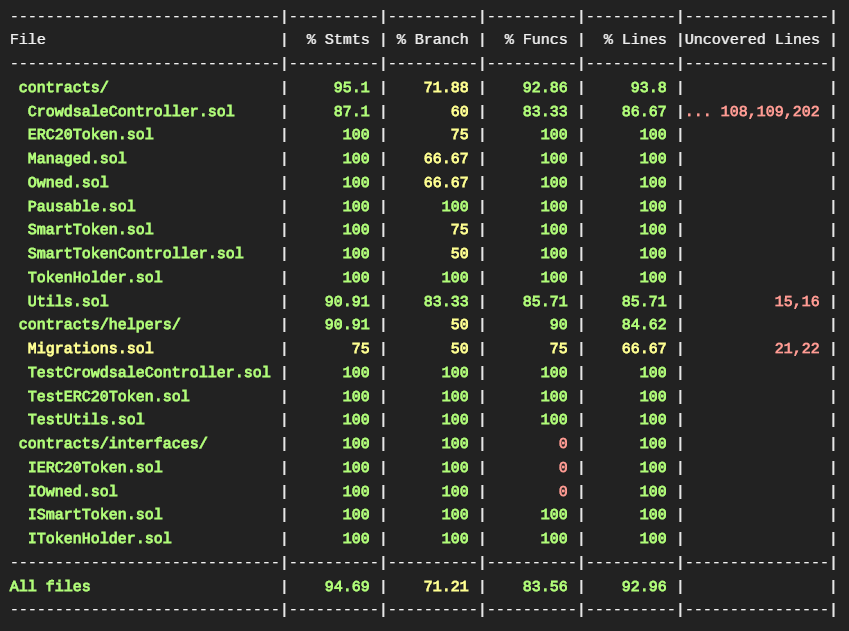 -----------------------------|----------|----------|----------|----------|----------------|
File                         |  % Stmts | % Branch |  % Funcs |  % Lines |Uncovered Lines |
-----------------------------|----------|----------|----------|----------|----------------|
 contracts/                  |     95.1 |    71.88 |    92.86 |     93.8 |                |
  CrowdsaleController.sol    |     87.1 |       60 |    83.33 |    86.67 |... 108,109,202 |
  ERC20Token.sol             |      100 |       75 |      100 |      100 |                |
  Managed.sol                |      100 |    66.67 |      100 |      100 |                |
  Owned.sol                  |      100 |    66.67 |      100 |      100 |                |
  Pausable.sol               |      100 |      100 |      100 |      100 |                |
  SmartToken.sol             |      100 |       75 |      100 |      100 |                |
  SmartTokenController.sol   |      100 |       50 |      100 |      100 |                |
  TokenHolder.sol            |      100 |      100 |      100 |      100 |                |
  Utils.sol                  |    90.91 |    83.33 |    85.71 |    85.71 |          15,16 |
 contracts/helpers/          |    90.91 |       50 |       90 |    84.62 |                |
  Migrations.sol             |       75 |       50 |       75 |    66.67 |          21,22 |
  TestCrowdsaleController.sol |      100 |      100 |      100 |      100 |                |
  TestERC20Token.sol         |      100 |      100 |      100 |      100 |                |
  TestUtils.sol              |      100 |      100 |      100 |      100 |                |
 contracts/interfaces/       |      100 |      100 |        0 |      100 |                |
  IERC20Token.sol            |      100 |      100 |        0 |      100 |                |
  IOwned.sol                 |      100 |      100 |        0 |      100 |                |
  ISmartToken.sol            |      100 |      100 |      100 |      100 |                |
  ITokenHolder.sol           |      100 |      100 |      100 |      100 |                |
-----------------------------|----------|----------|----------|----------|----------------|
All files                    |    94.69 |    71.21 |    83.56 |    92.96 |                |
-----------------------------|----------|----------|----------|----------|----------------|